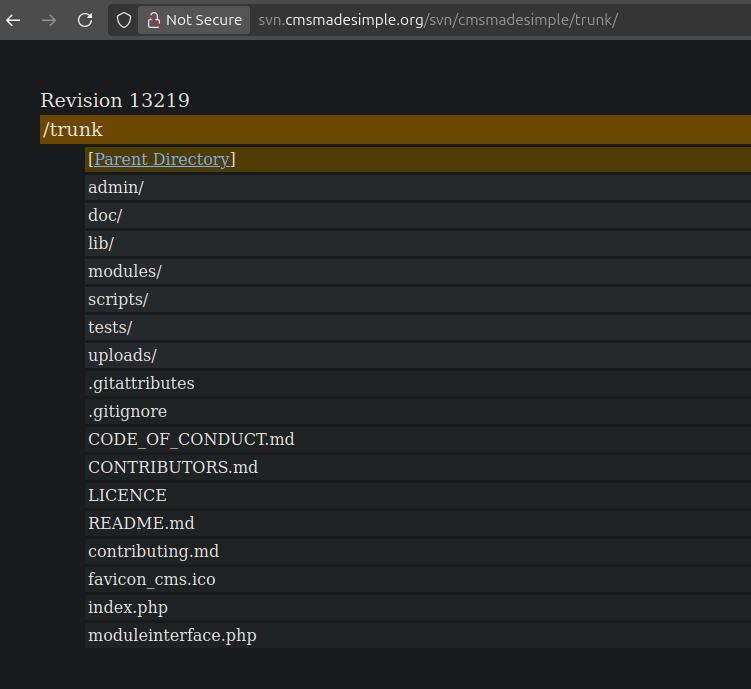 Not Secure svn.cmsmadesimple.org/svn/cmsmadesimple/trunk/
Revision 13219
/trunk
[Parent Directory]
admin/
doc/
lib/
modules/
scripts/
tests/
uploads/
.gitattributes
.gitignore
CODE_OF_CONDUCT.md
CONTRIBUTORS.md
LICENCE
README.md
contributing.md
favicon_cms.ico
index.php
moduleinterface.php